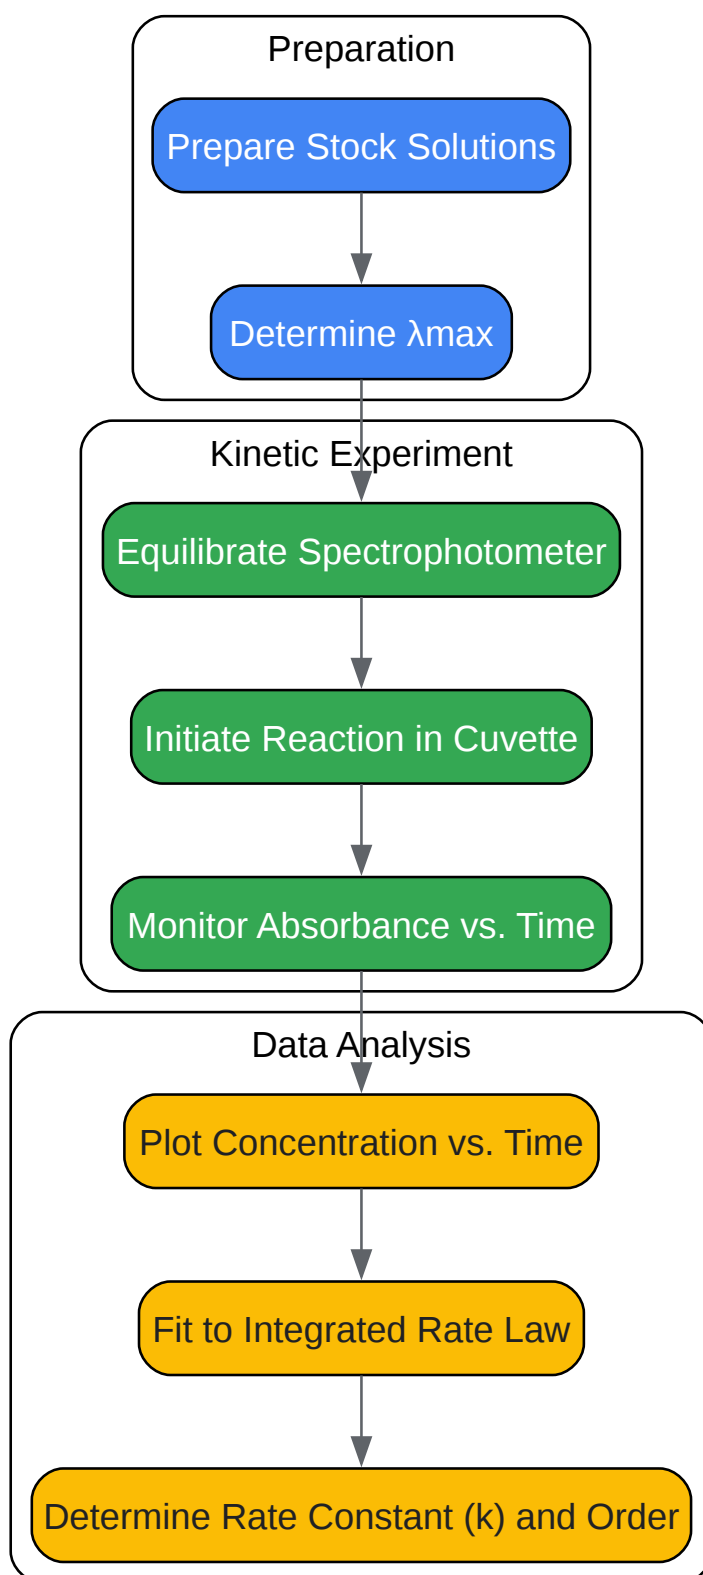 Preparation
Prepare Stock Solutions
Determine λmax
Kinetic Experiment
Equilibrate Spectrophotometer
Initiate Reaction in Cuvette
Monitor Absorbance vs. Time
Data Analysis
Plot Concentration vs. Time
Fit to Integrated Rate Law
Determine Rate Constant (k) and Order